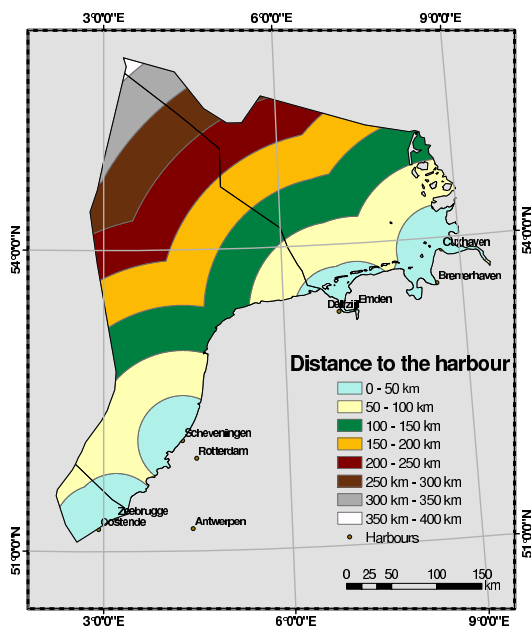 3°0'0"E 6°0'0"E 9°0'0"E
54°0'0"N 54°0'0"N
Cuxhaven
Bremerhaven
Emden
Delfzijl
Distance to the harbour
0 - 50 km
50 - 100 km
100 - 150 km
150 - 200 km
200 - 250 km
250 km - 300 km
300 km - 350 km
350 km - 400 km
Harbours
Scheveningen
Rotterdam
Zeebrugge
Oostende
Antwerpen
51°0'0"N 51°0'0"N
0 25 50 100 150
km
3°0'0"E 6°0'0"E 9°0'0"E